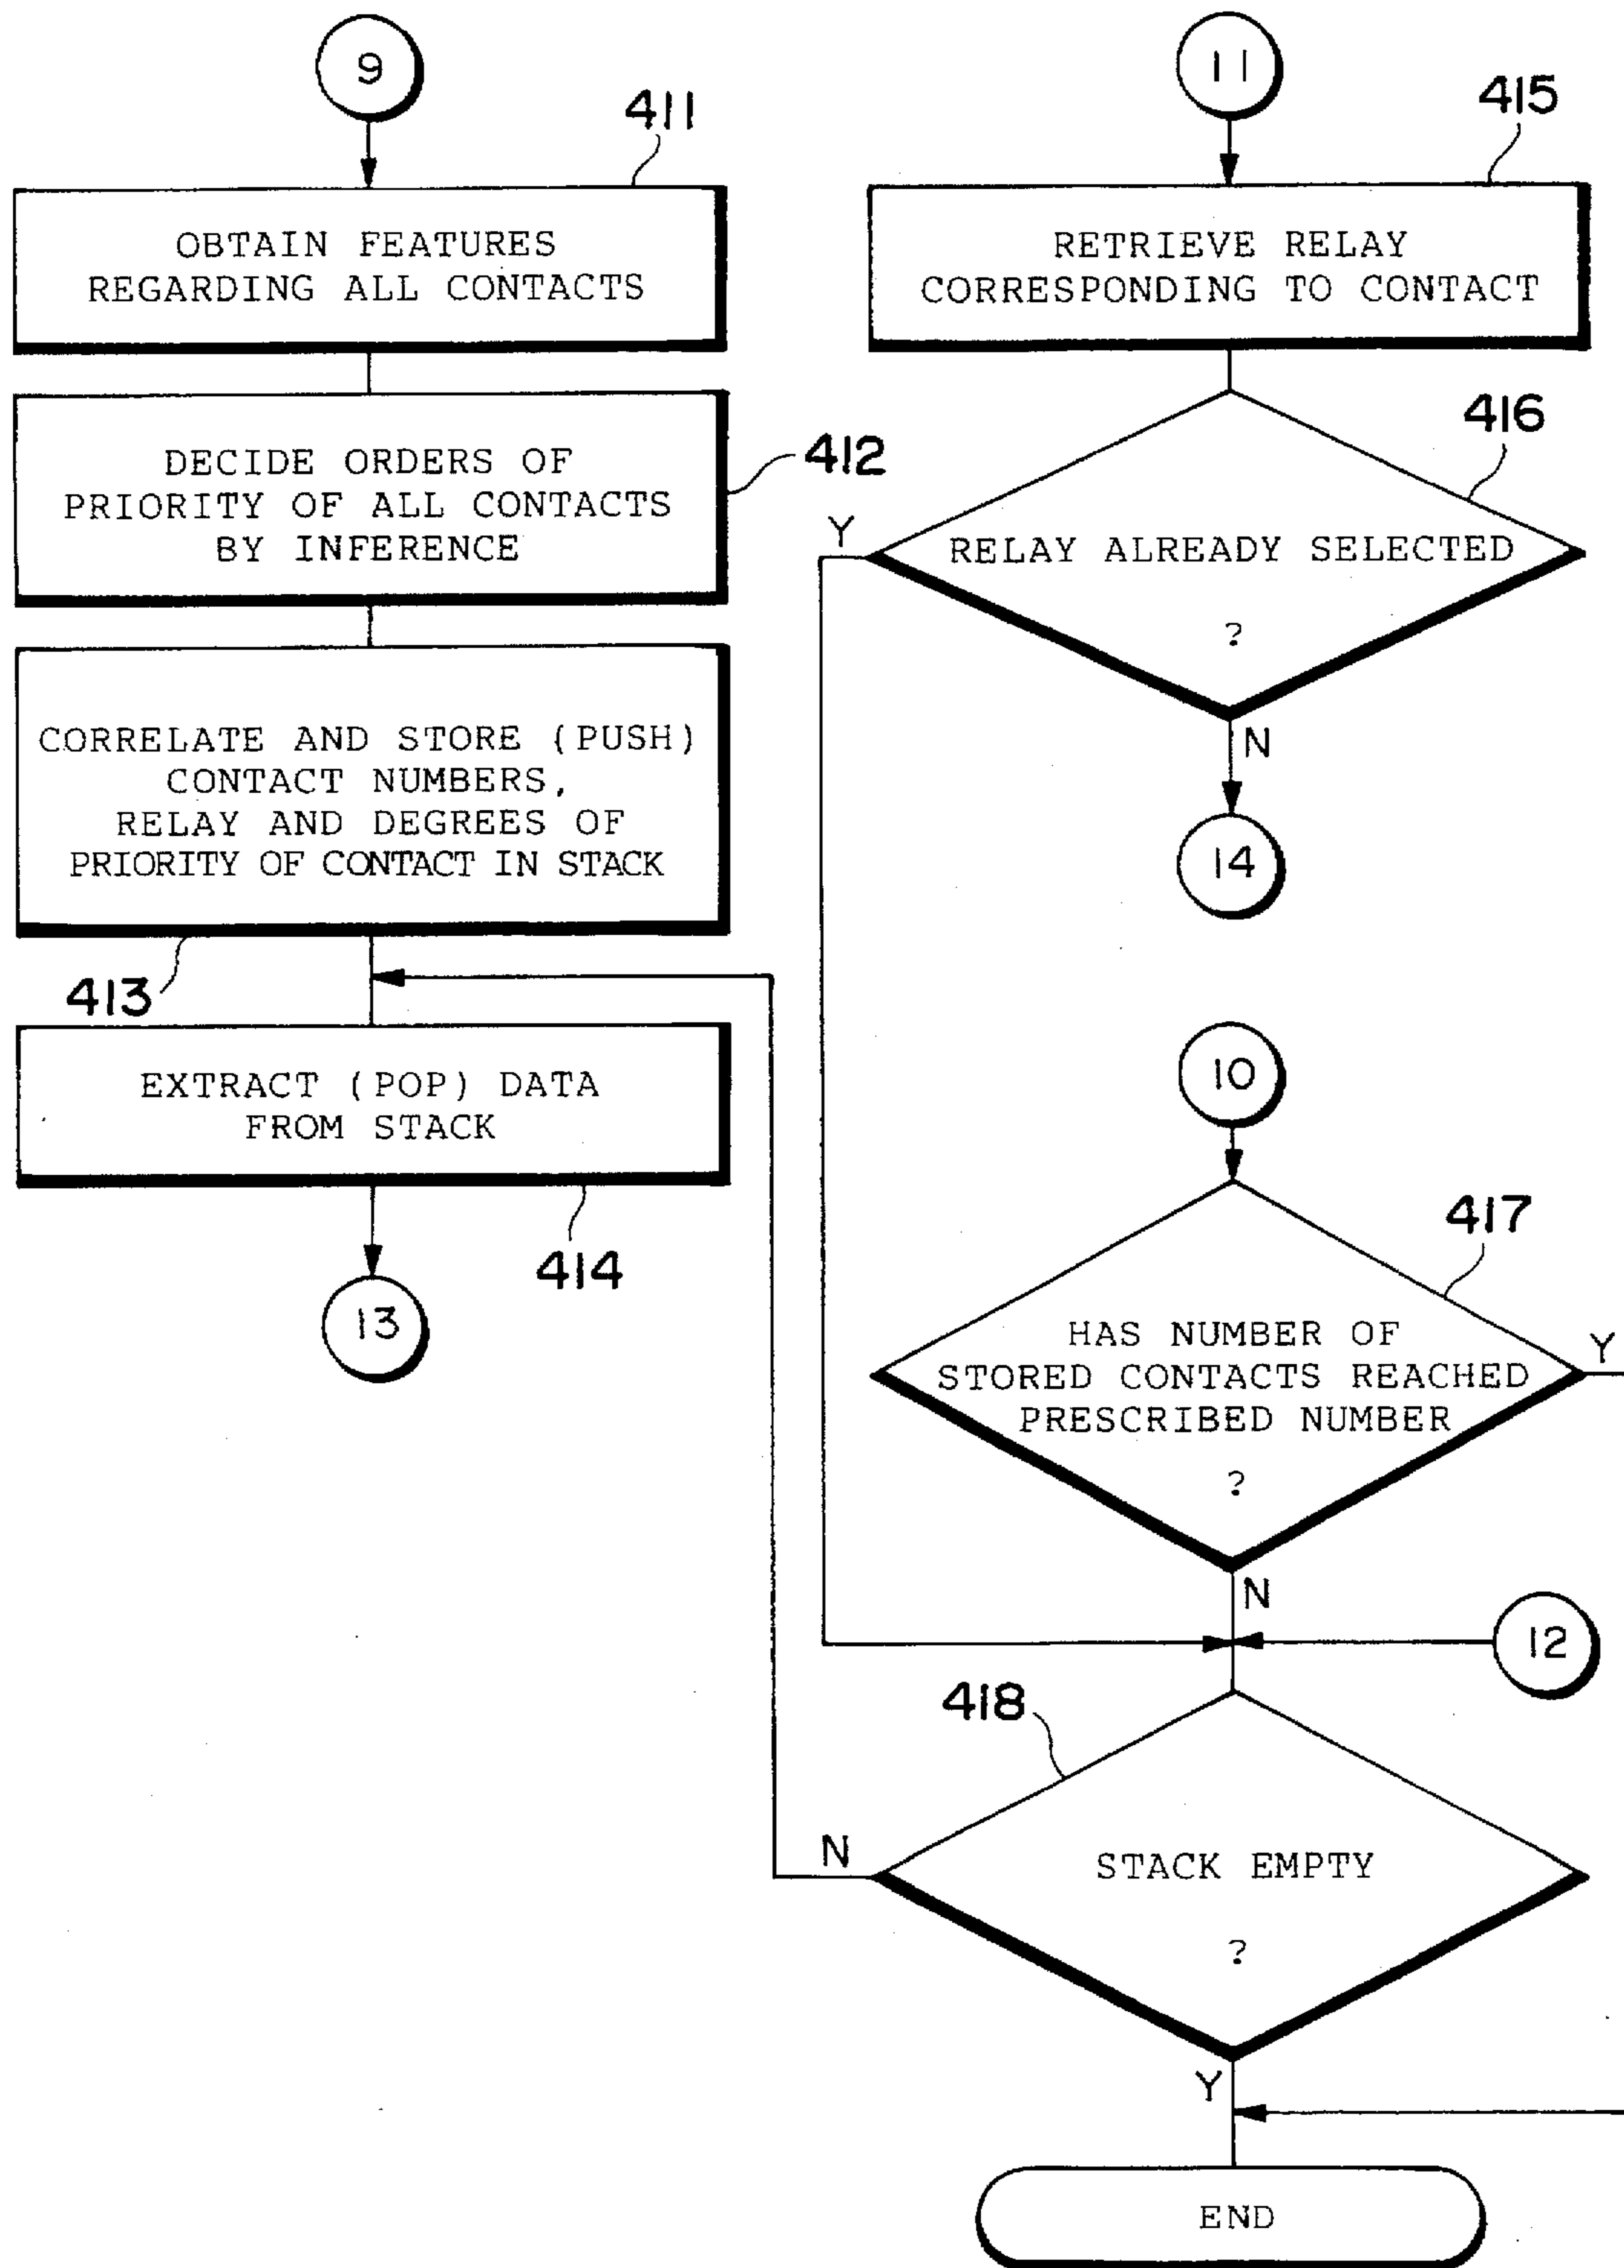 9
411
OBTAIN FEATURES
REGARDING ALL CONTACTS
412
DECIDE ORDERS OF
PRIORITY OF ALL CONTACTS
BY INFERENCE
CORRELATE AND STORE (PUSH)
CONTACT NUMBERS,
RELAY AND DEGREES OF
PRIORITY OF CONTACT IN STACK
413
EXTRACT (POP) DATA
FROM STACK
414
13
11
415
RETRIEVE RELAY
CORRESPONDING TO CONTACT
416
Y
RELAY ALREADY SELECTED
?
N
14
10
417
HAS NUMBER OF
STORED CONTACTS REACHED
PRESCRIBED NUMBER
?
Y
N
12
418
N
STACK EMPTY
?
Y
END